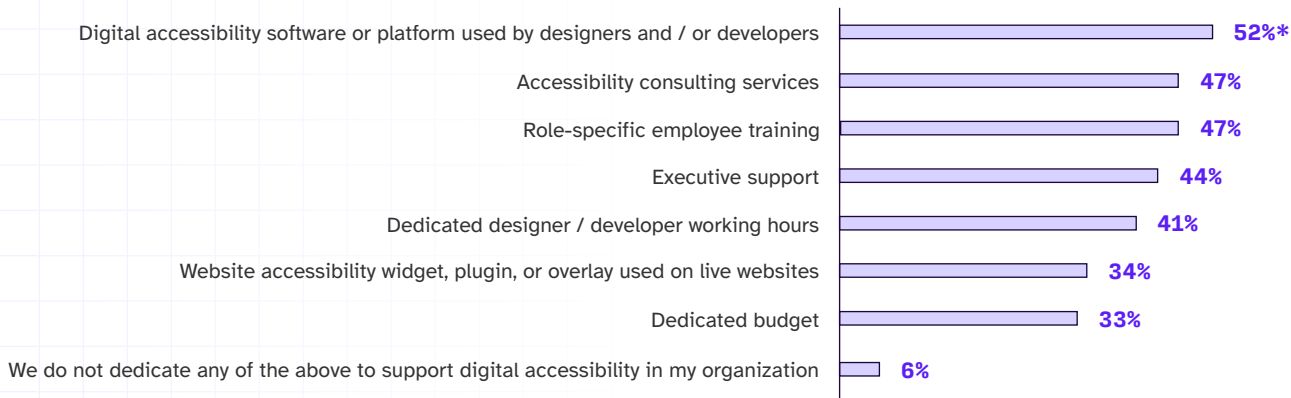 Digital accessibility software or platform used by designers and / or developers 52%*
Accessibility consulting services 47%
Role-specific employee training 47%
Executive support 44%
Dedicated designer / developer working hours 41%
Website accessibility widget, plugin, or overlay used on live websites 34%
Dedicated budget 33%
We do not dedicate any of the above to support digital accessibility in my organization 6%